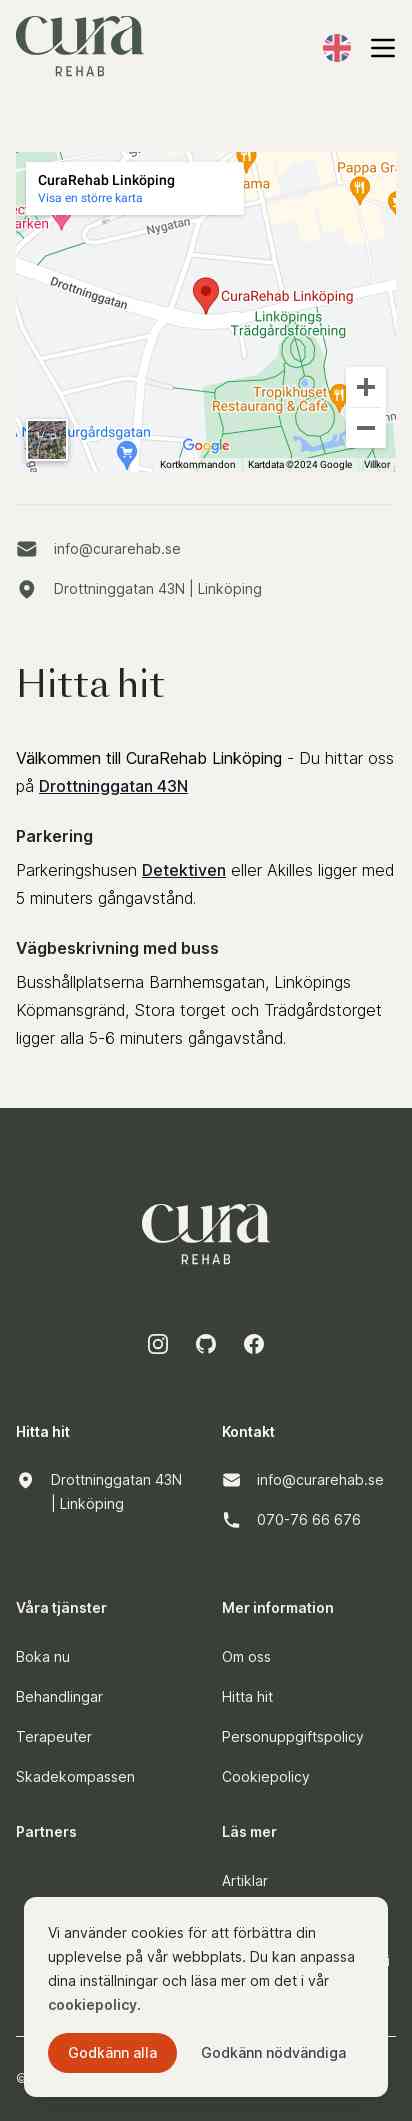 cura
REHAB
CuraRehab Linköping
Visa en större karta
Pappa Gra
ama
arken
Nygatan
Drottninggatan
CuraRehab Linköping
Linköpings
Trädgårdsförening
Tropikhuset
Restaurang & Café
urgårdsgatan
Google
Kortkommandon
Kartdata ©2024 Google
Villkor
info@curarehab.se
Drottninggatan 43N | Linköping
Hitta hit
Välkommen till CuraRehab Linköping - Du hittar oss
på Drottninggatan 43N
Parkering
Parkeringshusen Detektiven eller Akilles ligger med
5 minuters gångavstånd.
Vägbeskrivning med buss
Busshållplatserna Barnhemsgatan, Linköpings
Köpmansgränd, Stora torget och Trädgårdstorget
ligger alla 5-6 minuters gångavstånd.
cura
REHAB
Hitta hit
Drottninggatan 43N
| Linköping
Kontakt
info@curarehab.se
070-76 66 676
Våra tjänster
Boka nu
Behandlingar
Terapeuter
Skadekompassen
Mer information
Om oss
Hitta hit
Personuppgiftspolicy
Cookiepolicy
Partners
Läs mer
Artiklar
Vi använder cookies för att förbättra din
upplevelse på vår webbplats. Du kan anpassa
dina inställningar och läsa mer om det i vår
cookiepolicy.
Godkänn alla
Godkänn nödvändiga
©